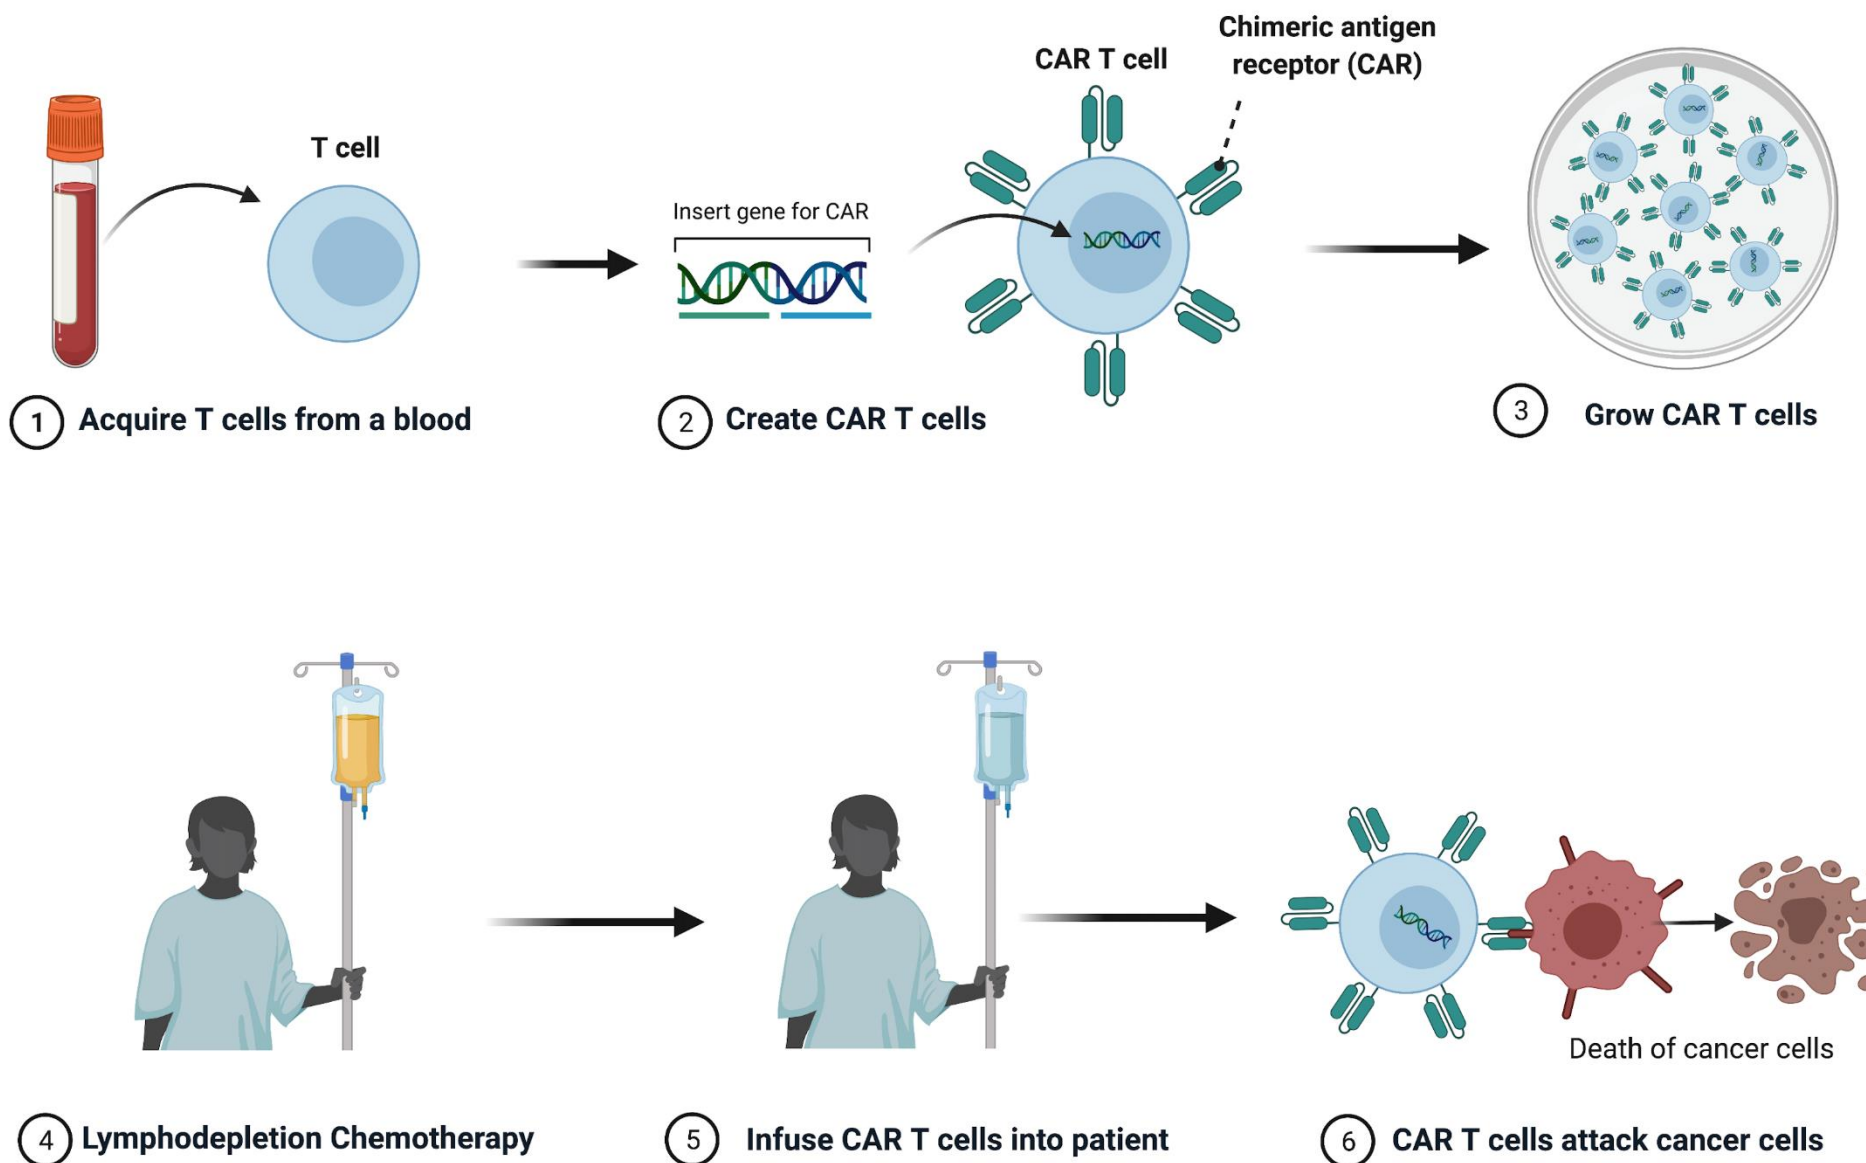 T cell
1 Acquire T cells from a blood
Insert gene for CAR
CAR T cell
Chimeric antigen
receptor (CAR)
2 Create CAR T cells
3 Grow CAR T cells
4 Lymphodepletion Chemotherapy
5 Infuse CAR T cells into patient
Death of cancer cells
6 CAR T cells attack cancer cells